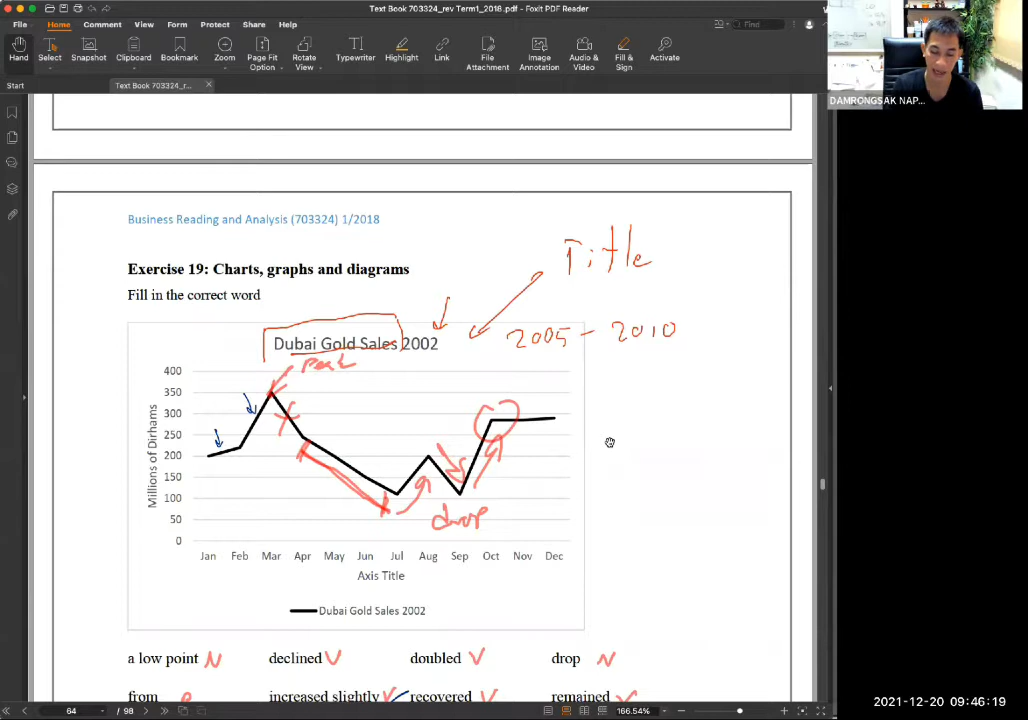 Text Book 703324_rev Term1_2018.pdf - Foxit PDF Reader
File Home Comment View Form Protect Share Help Find
Hand Select Snapshot Clipboard Bookmark Zoom Page Fit Option Rotate View Typewriter Highlight Link File Attachment Image Annotation Audio & Video Fill & Sign Activate
Start Text Book 703324_r...
DAMRONGSAK NAP...
Business Reading and Analysis (703324) 1/2018
Title
Exercise 19: Charts, graphs and diagrams
Fill in the correct word
2005 - 2010
Dubai Gold Sales 2002
Peak
400
350
300
250
200
150
100
50
0
Millions of Dirhams
drop
Jan Feb Mar Apr May Jun Jul Aug Sep Oct Nov Dec
Axis Title
Dubai Gold Sales 2002
a low point N declined V doubled V drop N
from P increased slightly V recovered V remained V
64 / 98 166.54%
2021-12-20 09:46:19